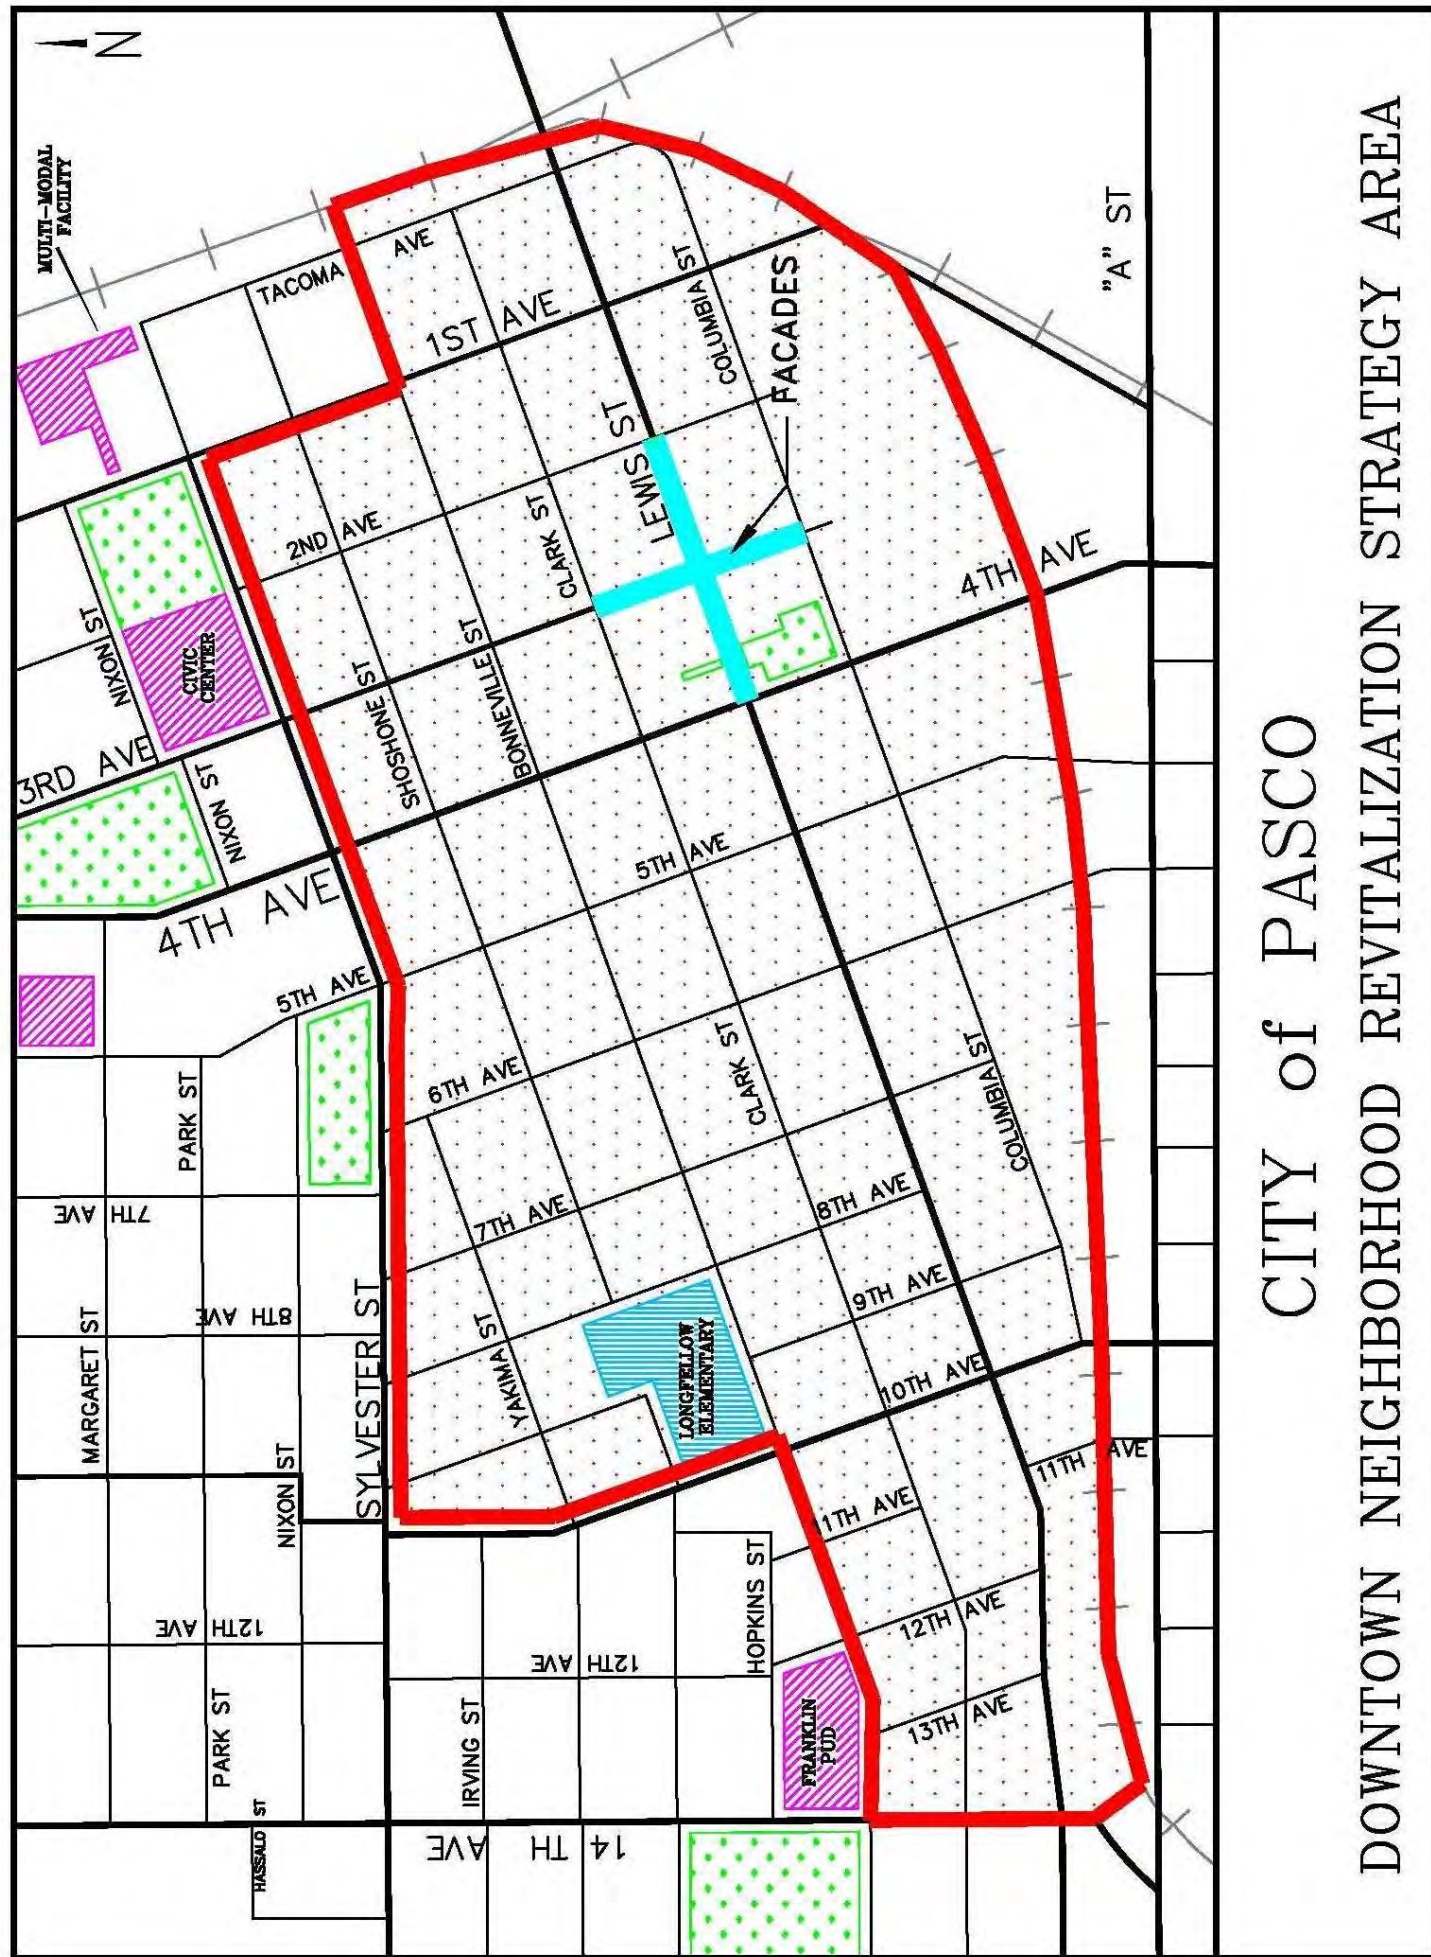 N
MULTI-MODAL
FACILITY
TACOMA
AVE
1ST AVE
COLUMBIA ST
FACADES
"A" ST
LEWIS ST
2ND AVE
CLARK ST
NIXON ST
CIVIC
CENTER
3RD AVE
NIXON ST
SHOSHONE ST
BONNEVILLE ST
4TH AVE
4TH AVE
5TH AVE
5TH AVE
PARK ST
6TH AVE
CLARK ST
COLUMBIA ST
7TH AVE
7TH AVE
8TH AVE
8TH AVE
MARGARET ST
SYLVESTER ST
YAKIMA ST
LONGFELLOW
ELEMENTARY
9TH AVE
10TH AVE
NIXON ST
11TH AVE
11TH AVE
12TH AVE
12TH AVE
HOPKINS ST
12TH AVE
PARK ST
IRVING ST
FRANKLIN
PUD
13TH AVE
HASSALO ST
14 TH AVE
CITY of PASCO
DOWNTOWN NEIGHBORHOOD REVITALIZATION STRATEGY AREA